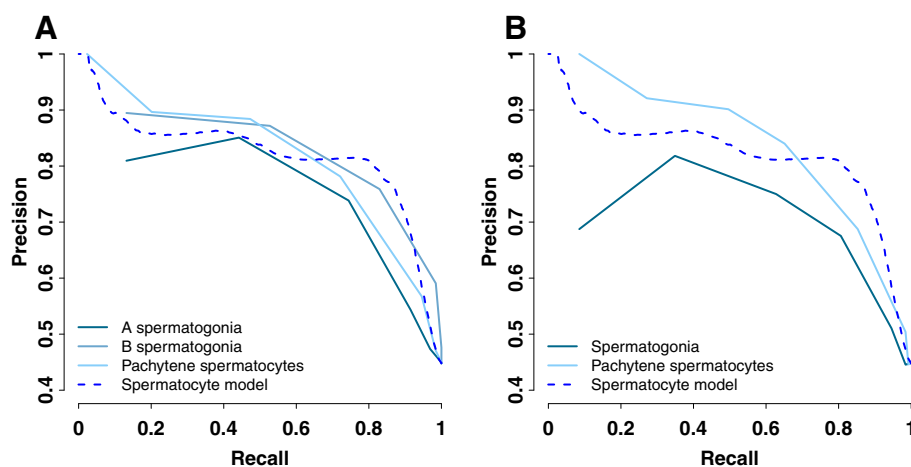 A
1
0.9
0.8
0.7
0.6
0.5
0.4
Precision
A spermatogonia
B spermatogonia
Pachytene spermatocytes
Spermatocyte model
0 0.2 0.4 0.6 0.8 1
Recall
B
1
0.9
0.8
0.7
0.6
0.5
0.4
Precision
Spermatogonia
Pachytene spermatocytes
Spermatocyte model
0 0.2 0.4 0.6 0.8 1
Recall